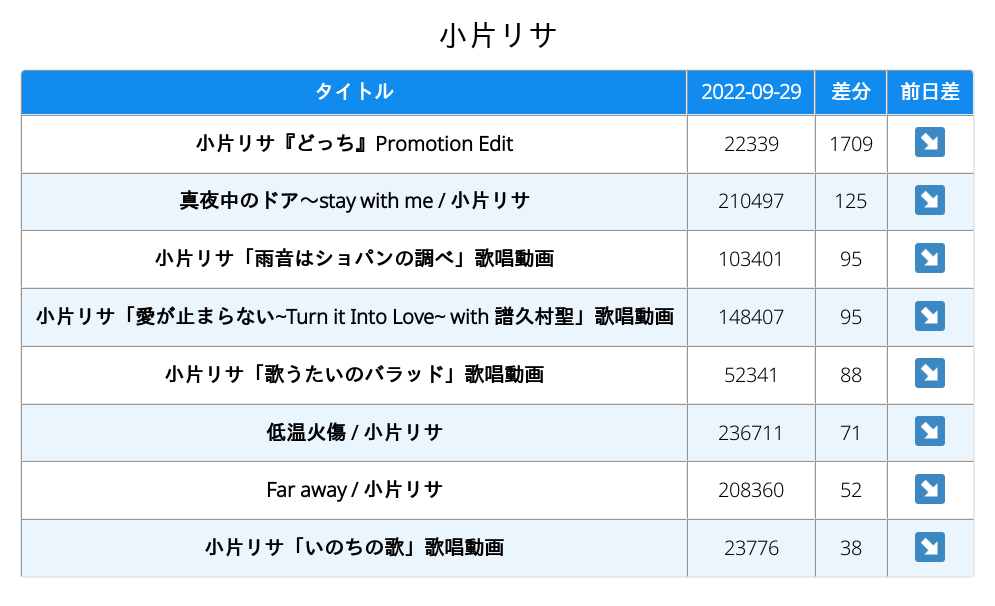 小片リサ
タイトル 2022-09-29 差分 前日差
小片リサ『どっち』Promotion Edit 22339 1709 ↘
真夜中のドア〜stay with me / 小片リサ 210497 125 ↘
小片リサ「雨音はショパンの調べ」歌唱動画 103401 95 ↘
小片リサ「愛が止まらない~Turn it Into Love~ with 譜久村聖」歌唱動画 148407 95 ↘
小片リサ「歌うたいのバラッド」歌唱動画 52341 88 ↘
低温火傷 / 小片リサ 236711 71 ↘
Far away / 小片リサ 208360 52 ↘
小片リサ「いのちの歌」歌唱動画 23776 38 ↘